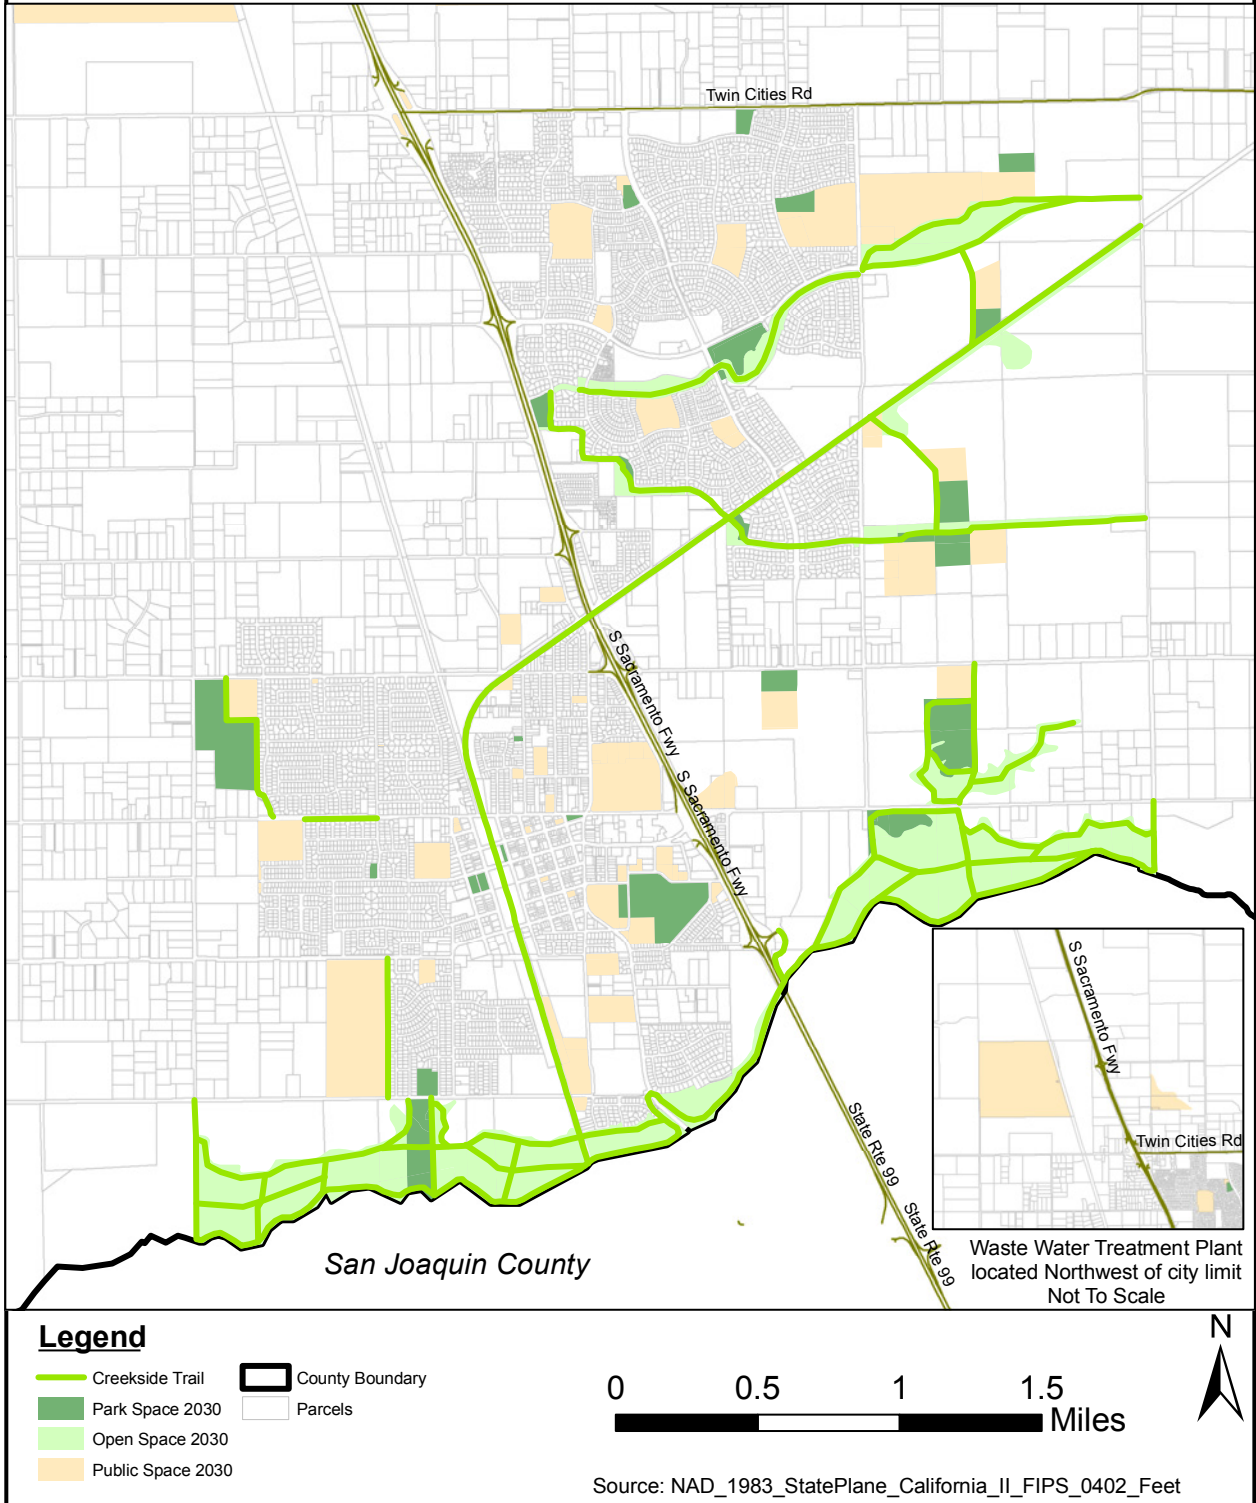 Twin Cities Rd
S Sacramento Fwy
S Sacramento Fwy
State Rte 99
State Rte 99
San Joaquin County
S Sacramento Fwy
Twin Cities Rd
Waste Water Treatment Plant
located Northwest of city limit
Not To Scale
Legend
Creekside Trail
County Boundary
Park Space 2030
Parcels
Open Space 2030
Public Space 2030
0 0.5 1 1.5
Miles
N
Source: NAD_1983_StatePlane_California_II_FIPS_0402_Feet